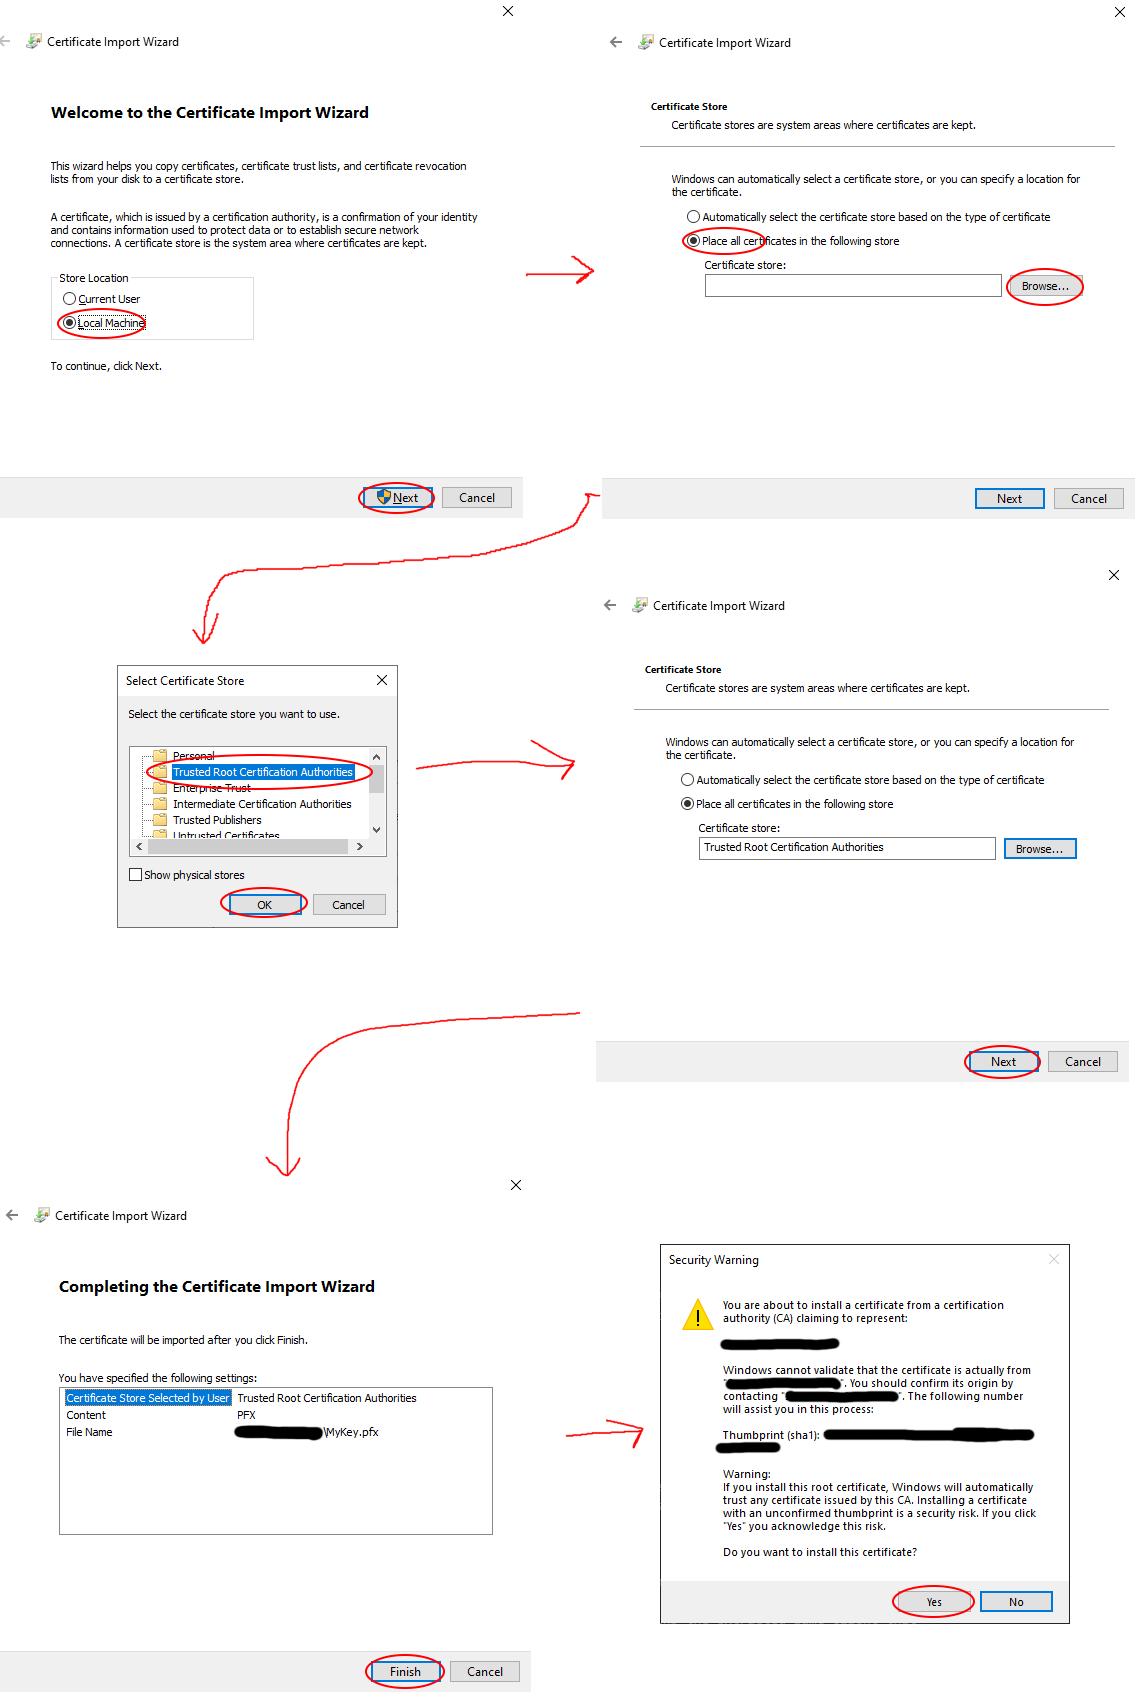 Certificate Import Wizard
Welcome to the Certificate Import Wizard
This wizard helps you copy certificates, certificate trust lists, and certificate revocation
lists from your disk to a certificate store.
A certificate, which is issued by a certification authority, is a confirmation of your identity
and contains information used to protect data or to establish secure network
connections. A certificate store is the system area where certificates are kept.
Store Location
Current User
Local Machine
To continue, click Next.
Next
Cancel
Certificate Import Wizard
Certificate Store
Certificate stores are system areas where certificates are kept.
Windows can automatically select a certificate store, or you can specify a location for
the certificate.
Automatically select the certificate store based on the type of certificate
Place all certificates in the following store
Certificate store:
Browse...
Next
Cancel
Select Certificate Store
Select the certificate store you want to use.
Personal
Trusted Root Certification Authorities
Enterprise Trust
Intermediate Certification Authorities
Trusted Publishers
Untrusted Certificates
Show physical stores
OK
Cancel
Certificate Import Wizard
Certificate Store
Certificate stores are system areas where certificates are kept.
Windows can automatically select a certificate store, or you can specify a location for
the certificate.
Automatically select the certificate store based on the type of certificate
Place all certificates in the following store
Certificate store:
Trusted Root Certification Authorities
Browse...
Next
Cancel
Certificate Import Wizard
Completing the Certificate Import Wizard
The certificate will be imported after you click Finish.
You have specified the following settings:
Certificate Store Selected by User Trusted Root Certification Authorities
Content PFX
File Name \MyKey.pfx
Finish
Cancel
Security Warning
You are about to install a certificate from a certification
authority (CA) claiming to represent:
Windows cannot validate that the certificate is actually from
"". You should confirm its origin by
contacting "". The following number
will assist you in this process:
Thumbprint (sha1):
Warning:
If you install this root certificate, Windows will automatically
trust any certificate issued by this CA. Installing a certificate
with an unconfirmed thumbprint is a security risk. If you click
"Yes" you acknowledge this risk.
Do you want to install this certificate?
Yes
No